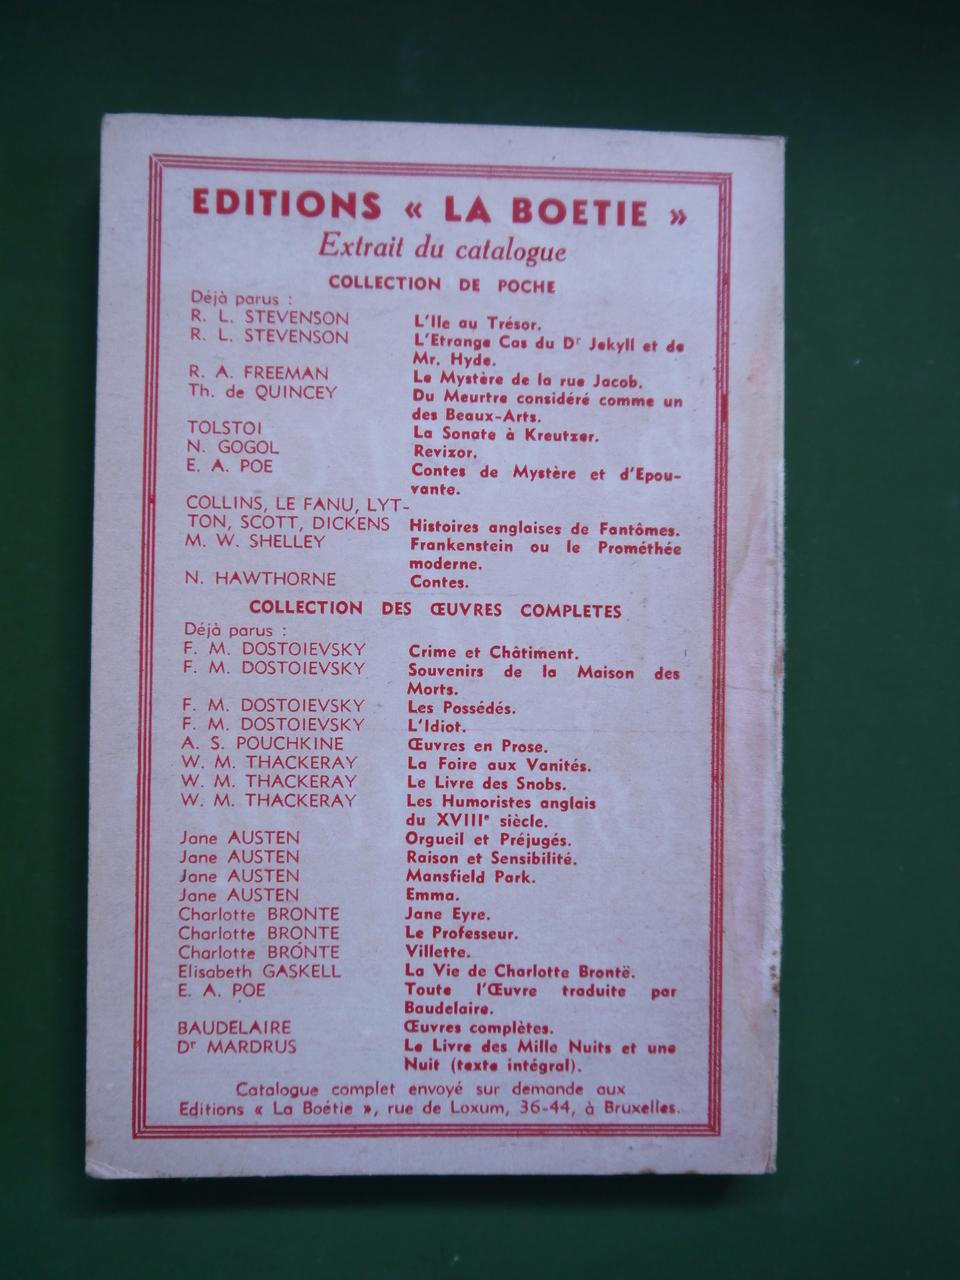 EDITIONS « LA BOETIE »
Extrait du catalogue
COLLECTION DE POCHE
Déjà parus :
R. L. STEVENSON L'Ile au Trésor.
R. L. STEVENSON L'Etrange Cas du Dr Jekyll et de
Mr. Hyde.
R. A. FREEMAN Le Mystère de la rue Jacob.
Th. de QUINCEY Du Meurtre considéré comme un
des Beaux-Arts.
TOLSTOI La Sonate à Kreutzer.
N. GOGOL Revizor.
E. A. POE Contes de Mystère et d'Epou-
vante.
COLLINS, LE FANU, LYT-
TON, SCOTT, DICKENS Histoires anglaises de Fantômes.
M. W. SHELLEY Frankenstein ou le Prométhée
moderne.
N. HAWTHORNE Contes.
COLLECTION DES ŒUVRES COMPLETES
Déjà parus :
F. M. DOSTOIEVSKY Crime et Châtiment.
F. M. DOSTOIEVSKY Souvenirs de la Maison des
Morts.
F. M. DOSTOIEVSKY Les Possédés.
F. M. DOSTOIEVSKY L'Idiot.
A. S. POUCHKINE Œuvres en Prose.
W. M. THACKERAY La Foire aux Vanités.
W. M. THACKERAY Le Livre des Snobs.
W. M. THACKERAY Les Humoristes anglais
du XVIIIe siècle.
Jane AUSTEN Orgueil et Préjugés.
Jane AUSTEN Raison et Sensibilité.
Jane AUSTEN Mansfield Park.
Jane AUSTEN Emma.
Charlotte BRONTE Jane Eyre.
Charlotte BRONTE Le Professeur.
Charlotte BRONTE Villette.
Elisabeth GASKELL La Vie de Charlotte Brontë.
E. A. POE Toute l'Œuvre traduite par
Baudelaire.
BAUDELAIRE Œuvres complètes.
Dr MARDRUS Le Livre des Mille Nuits et une
Nuit (texte intégral).
Catalogue complet envoyé sur demande aux
Editions « La Boétie », rue de Loxum, 36-44, à Bruxelles.